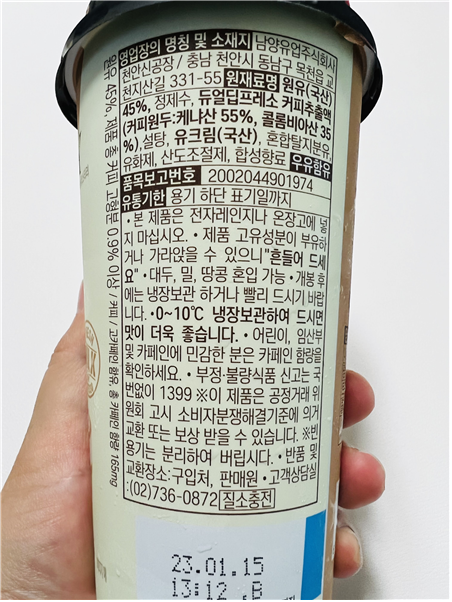 영업장의 명칭 및 소재지 남양유업주식회사
천안신공장 / 충남 천안시 동남구 목천읍 교
천지산길 331-55 원재료명 원유(국산)
45%, 정제수, 듀얼딥프레소 커피추출액
(커피원두:케냐산 55%, 콜롬비아산 35
%), 설탕, 유크림(국산), 혼합탈지분유,
유화제, 산도조절제, 합성향료 우유함유
품목보고번호 2002044901974
유통기한 용기 하단 표기일까지
• 본 제품은 전자레인지나 온장고에 넣
지 마십시오. • 제품 고유성분이 부유하
거나 가라앉을 수 있으니 "흔들어 드세
요" • 대두, 밀, 땅콩 혼입 가능 • 개봉 후
에는 냉장보관 하거나 빨리 드시기 바랍
니다. •0~10℃ 냉장보관하여 드시면
맛이 더욱 좋습니다. • 어린이, 임산부
및 카페인에 민감한 분은 카페인 함량을
확인하세요. • 부정·불량식품 신고는 국
번없이 1399 ※이 제품은 공정거래 위
원회 고시 소비자분쟁해결기준에 의거
교환 또는 보상 받을 수 있습니다. ※빈
용기는 분리하여 버립시다. • 반품 및
교환장소:구입처, 판매원 • 고객상담실
:(02)736-0872 질소충전
원유 45%, 제품 총 커피 고형분 0.9% 이상 / 커피 / 고카페인 함유, 총 카페인 함량 165mg
23.01.15
13:12 B